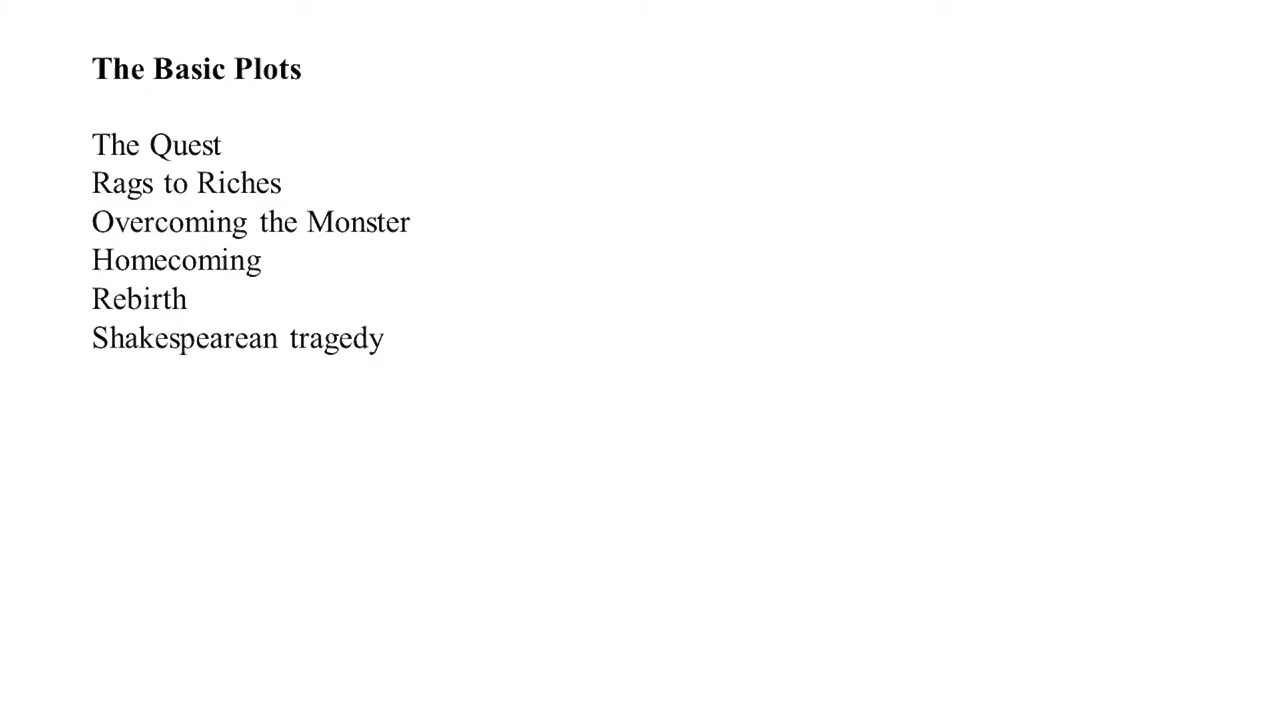 The Basic Plots
The Quest
Rags to Riches
Overcoming the Monster
Homecoming
Rebirth
Shakespearean tragedy